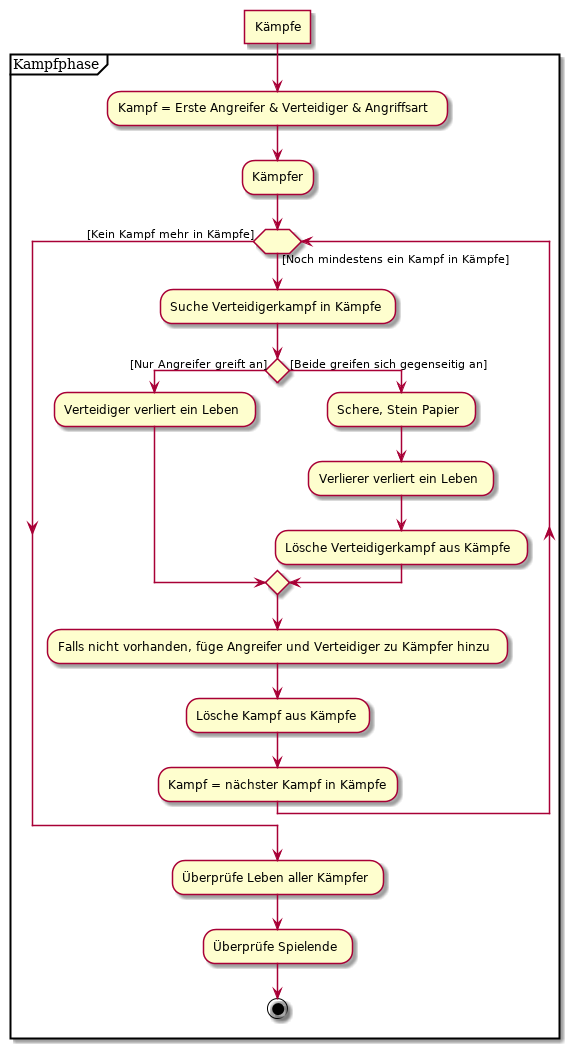 Kämpfe
Kampfphase
Kampf = Erste Angreifer & Verteidiger & Angriffsart
Kämpfer
[Kein Kampf mehr in Kämpfe]
[Noch mindestens ein Kampf in Kämpfe]
Suche Verteidigerkampf in Kämpfe
[Nur Angreifer greift an]
[Beide greifen sich gegenseitig an]
Verteidiger verliert ein Leben
Schere, Stein Papier
Verlierer verliert ein Leben
Lösche Verteidigerkampf aus Kämpfe
Falls nicht vorhanden, füge Angreifer und Verteidiger zu Kämpfer hinzu
Lösche Kampf aus Kämpfe
Kampf = nächster Kampf in Kämpfe
Überprüfe Leben aller Kämpfer
Überprüfe Spielende